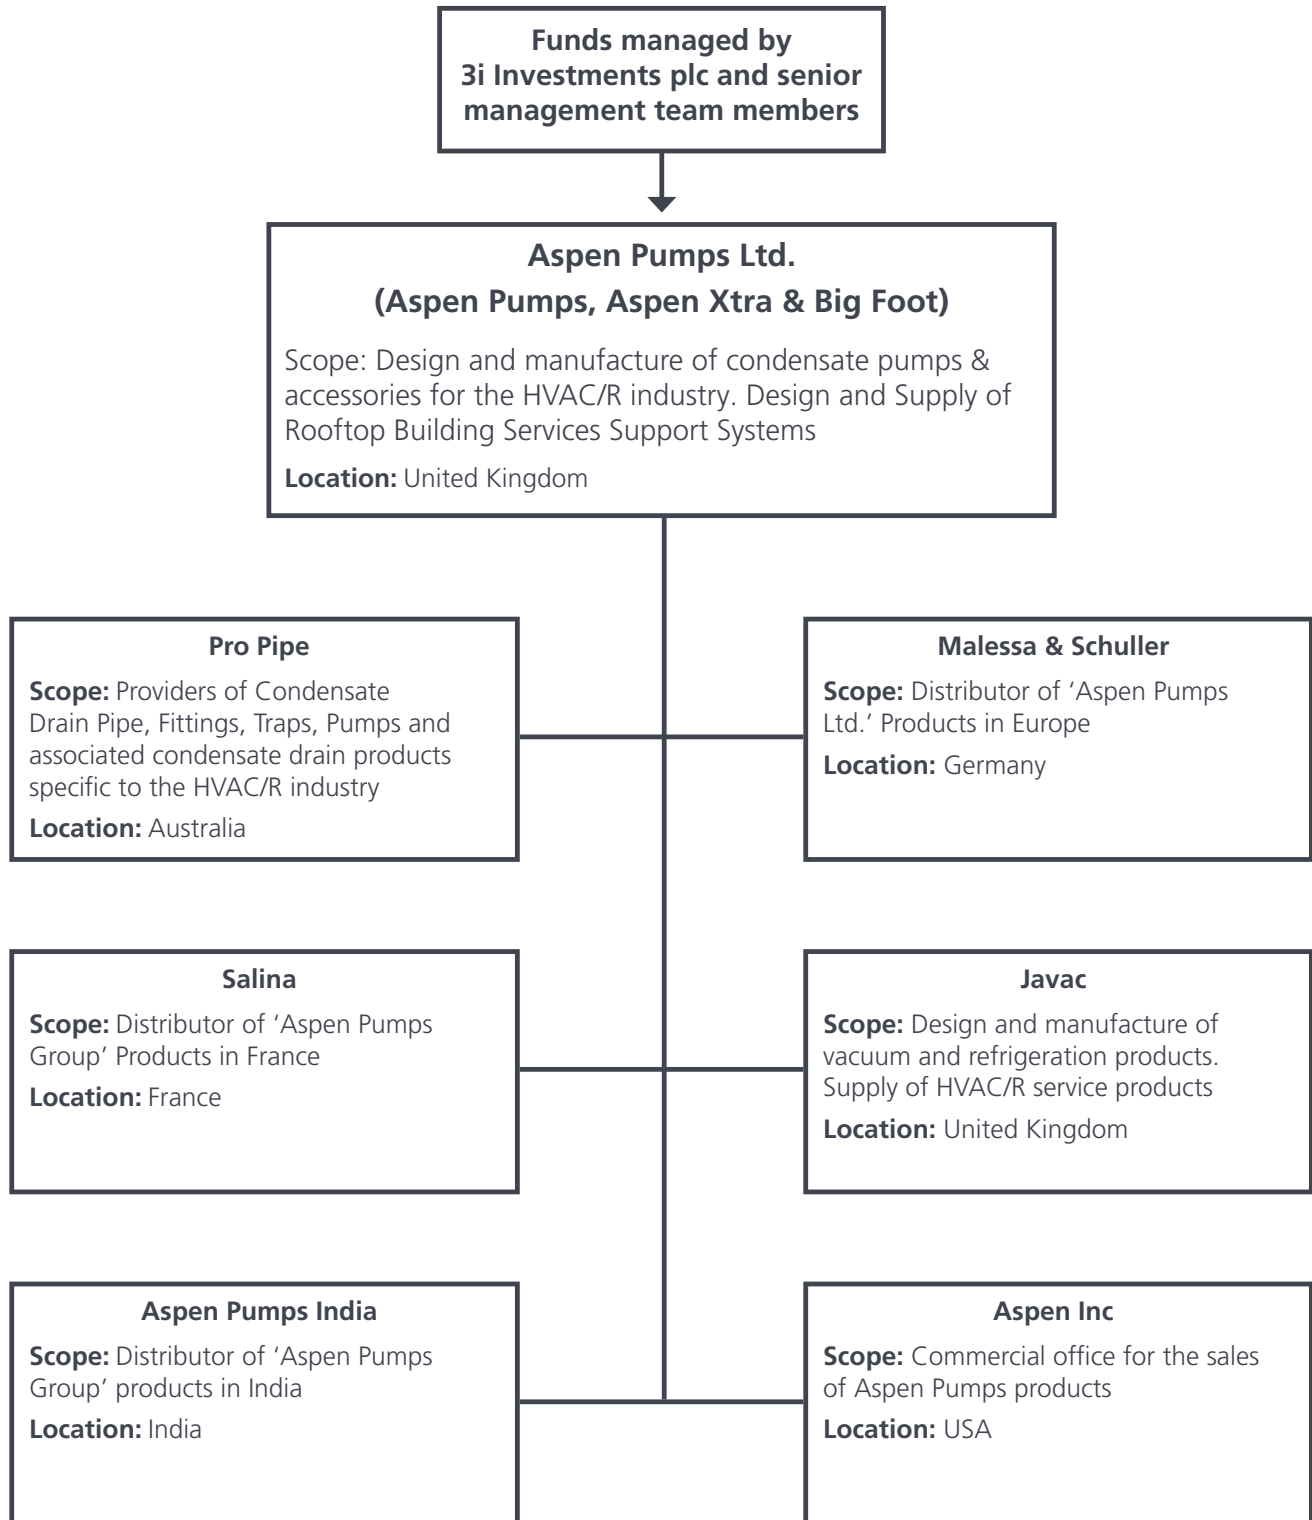 Funds managed by
3i Investments plc and senior
management team members
Aspen Pumps Ltd.
(Aspen Pumps, Aspen Xtra & Big Foot)
Scope: Design and manufacture of condensate pumps &
accessories for the HVAC/R industry. Design and Supply of
Rooftop Building Services Support Systems
Location: United Kingdom
Pro Pipe
Scope: Providers of Condensate
Drain Pipe, Fittings, Traps, Pumps and
associated condensate drain products
specific to the HVAC/R industry
Location: Australia
Malessa & Schuller
Scope: Distributor of ‘Aspen Pumps
Ltd.’ Products in Europe
Location: Germany
Salina
Scope: Distributor of ‘Aspen Pumps
Group’ Products in France
Location: France
Javac
Scope: Design and manufacture of
vacuum and refrigeration products.
Supply of HVAC/R service products
Location: United Kingdom
Aspen Pumps India
Scope: Distributor of ‘Aspen Pumps
Group’ products in India
Location: India
Aspen Inc
Scope: Commercial office for the sales
of Aspen Pumps products
Location: USA